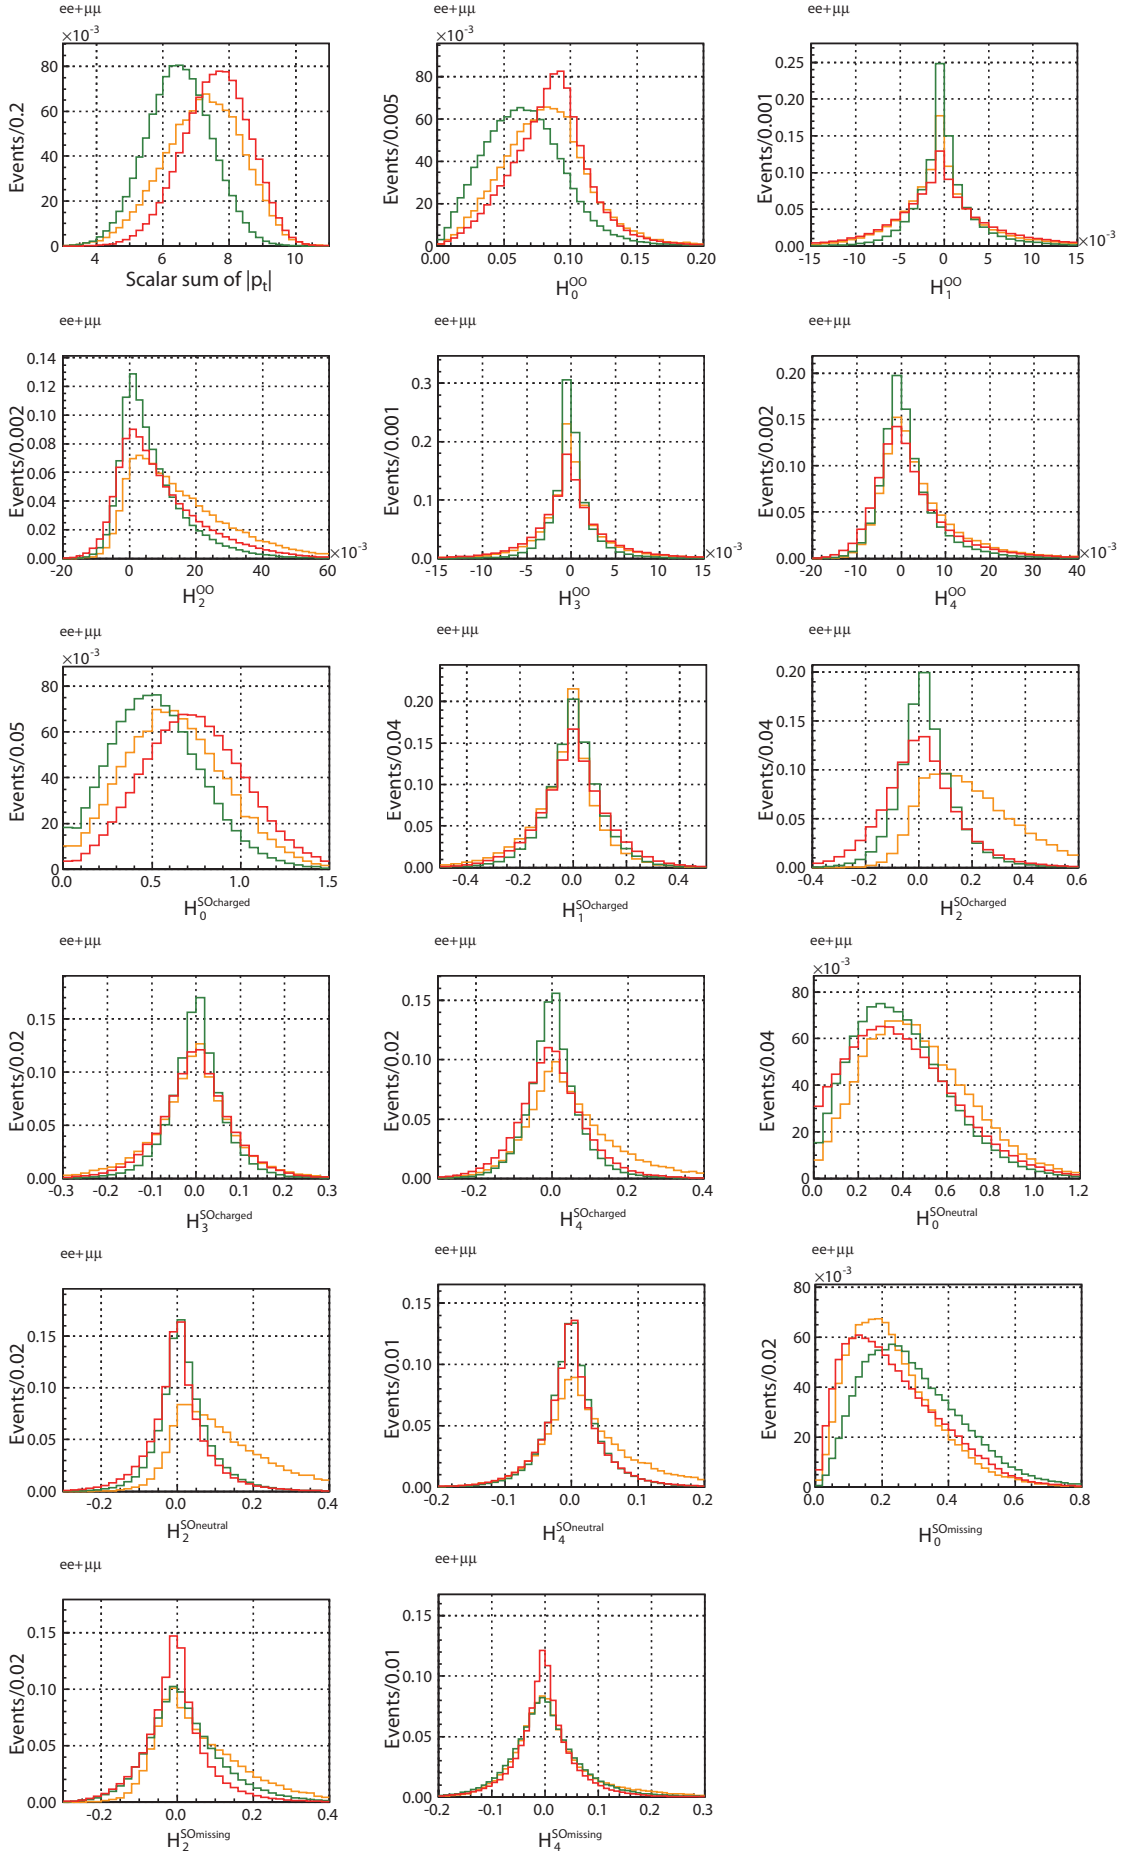 ee+μμ
×10⁻³
Events/0.2
80
60
40
20
0
4 6 8 10
Scalar sum of |pₜ|
ee+μμ
×10⁻³
Events/0.005
80
60
40
20
0
0.00 0.05 0.10 0.15 0.20
H₀^OO
ee+μμ
Events/0.001
0.25
0.20
0.15
0.10
0.05
0.00
-15 -10 -5 0 5 10 15
×10⁻³
H₁^OO
ee+μμ
Events/0.002
0.14
0.12
0.10
0.08
0.06
0.04
0.02
0.00
-20 0 20 40 60
×10⁻³
H₂^OO
ee+μμ
Events/0.001
0.3
0.2
0.1
0.0
-15 -10 -5 0 5 10 15
×10⁻³
H₃^OO
ee+μμ
Events/0.002
0.20
0.15
0.10
0.05
0.00
-20 -10 0 10 20 30 40
×10⁻³
H₄^OO
ee+μμ
×10⁻³
Events/0.05
80
60
40
20
0
0.0 0.5 1.0 1.5
H₀^SOcharged
ee+μμ
Events/0.04
0.20
0.15
0.10
0.05
0.00
-0.4 -0.2 0.0 0.2 0.4
H₁^SOcharged
ee+μμ
Events/0.04
0.20
0.15
0.10
0.05
0.00
-0.4 -0.2 0.0 0.2 0.4 0.6
H₂^SOcharged
ee+μμ
Events/0.02
0.15
0.10
0.05
0.00
-0.3 -0.2 -0.1 0.0 0.1 0.2 0.3
H₃^SOcharged
ee+μμ
Events/0.02
0.15
0.10
0.05
0.00
-0.2 0.0 0.2 0.4
H₄^SOcharged
ee+μμ
×10⁻³
Events/0.04
80
60
40
20
0
0.0 0.2 0.4 0.6 0.8 1.0 1.2
H₀^SOneutral
ee+μμ
Events/0.02
0.15
0.10
0.05
0.00
-0.2 0.0 0.2 0.4
H₂^SOneutral
ee+μμ
Events/0.01
0.15
0.10
0.05
0.00
-0.2 -0.1 0.0 0.1 0.2
H₄^SOneutral
ee+μμ
×10⁻³
Events/0.02
80
60
40
20
0
0.0 0.2 0.4 0.6 0.8
H₀^SOmissing
ee+μμ
Events/0.02
0.15
0.10
0.05
0.00
-0.2 0.0 0.2 0.4
H₂^SOmissing
ee+μμ
Events/0.01
0.15
0.10
0.05
0.00
-0.2 -0.1 0.0 0.1 0.2 0.3
H₄^SOmissing